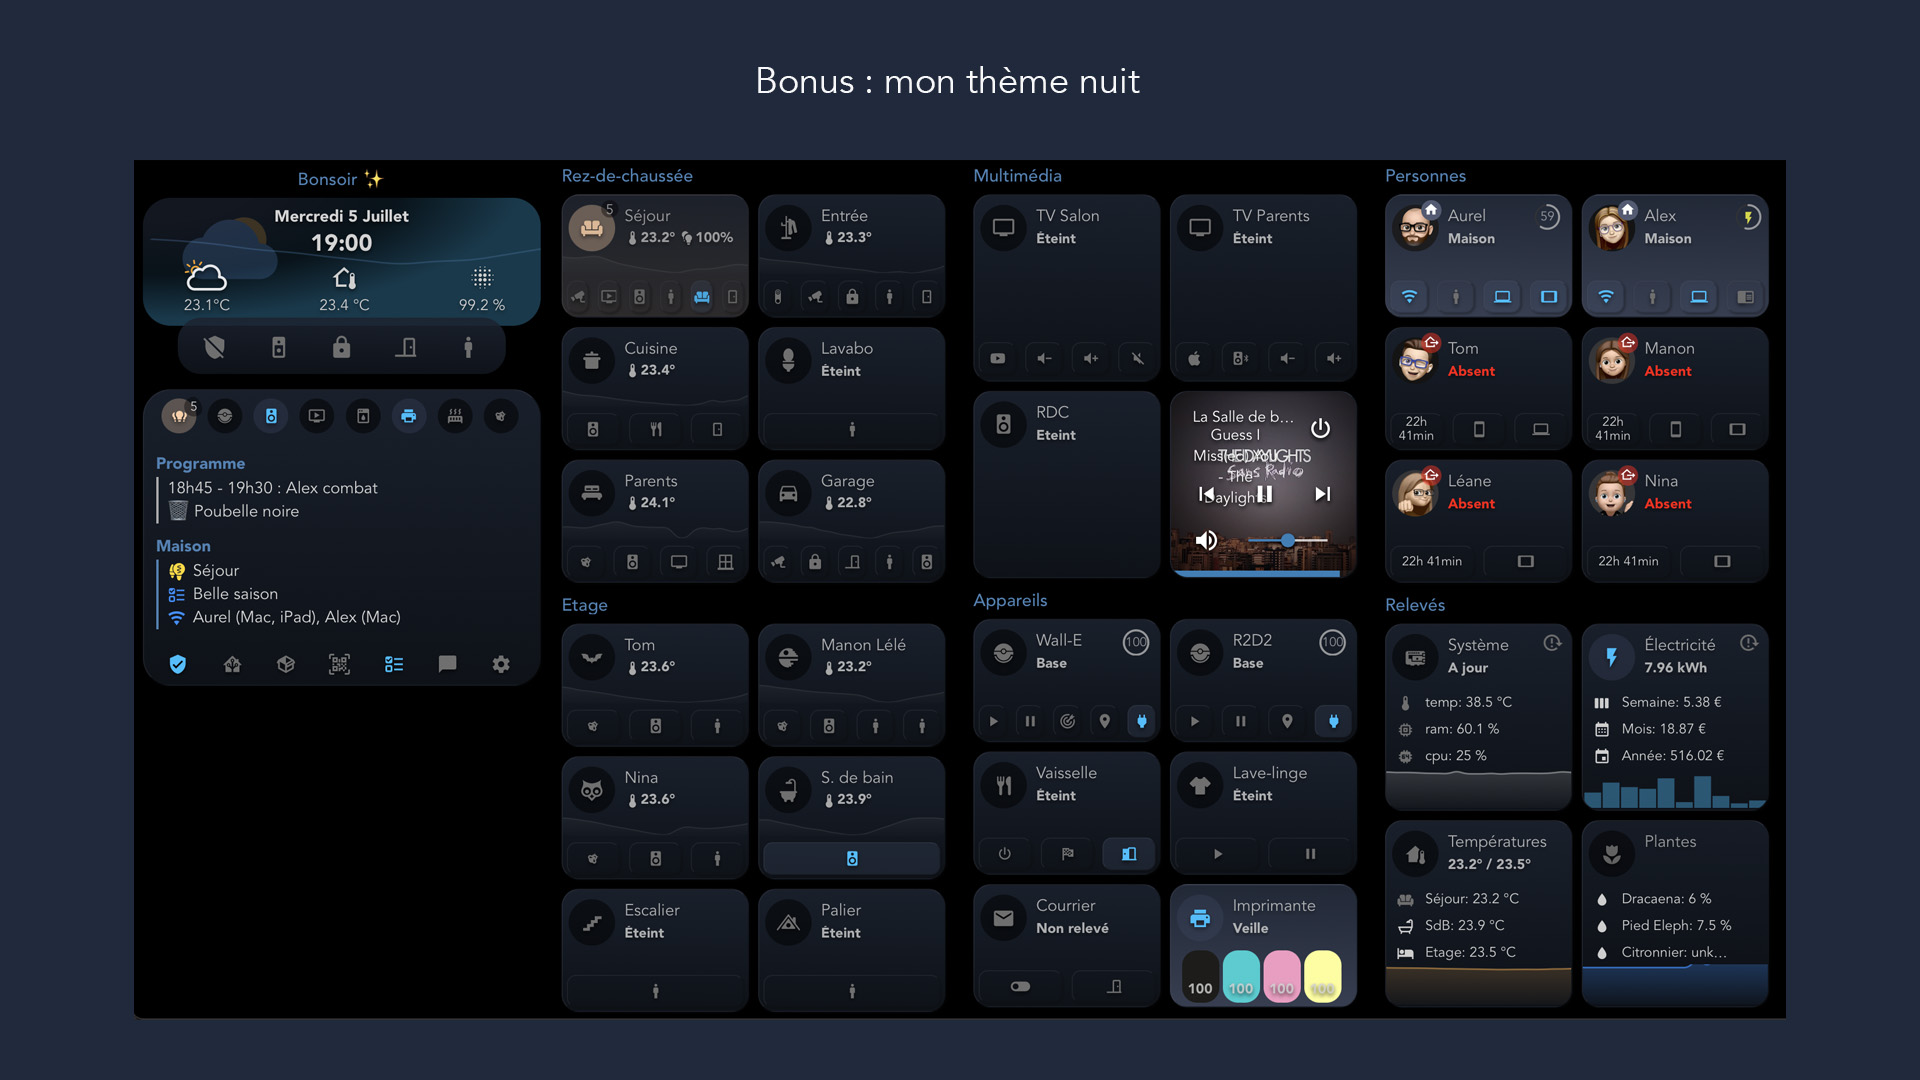 Bonus : mon thème nuit
Bonsoir ✨
Mercredi 5 Juillet
19:00
23.1°C
23.4 °C
99.2 %
5
Programme
18h45 - 19h30 : Alex combat
Poubelle noire
Maison
Séjour
Belle saison
Aurel (Mac, iPad), Alex (Mac)
Rez-de-chaussée
5
Séjour
23.2° 100%
Entrée
23.3°
Cuisine
23.4°
Lavabo
Éteint
Parents
24.1°
Garage
22.8°
Etage
Tom
23.6°
Manon Lélé
23.2°
Nina
23.6°
S. de bain
23.9°
Escalier
Éteint
Palier
Éteint
Multimédia
TV Salon
Éteint
TV Parents
Éteint
RDC
Eteint
La Salle de b...
Guess I
Missed
- The
Daylights
THE DAYLIGHTS
Sans Radio
Appareils
Wall-E
Base
100
R2D2
Base
100
Vaisselle
Éteint
Lave-linge
Éteint
Courrier
Non relevé
Imprimante
Veille
100
100
100
100
Personnes
Aurel
Maison
59
Alex
Maison
Tom
Absent
22h
41min
Manon
Absent
22h
41min
Léane
Absent
22h 41min
Nina
Absent
22h 41min
Relevés
Système
A jour
temp: 38.5 °C
ram: 60.1 %
cpu: 25 %
Électricité
7.96 kWh
Semaine: 5.38 €
Mois: 18.87 €
Année: 516.02 €
Températures
23.2° / 23.5°
Séjour: 23.2 °C
SdB: 23.9 °C
Etage: 23.5 °C
Plantes
Dracaena: 6 %
Pied Eleph: 7.5 %
Citronnier: unk...